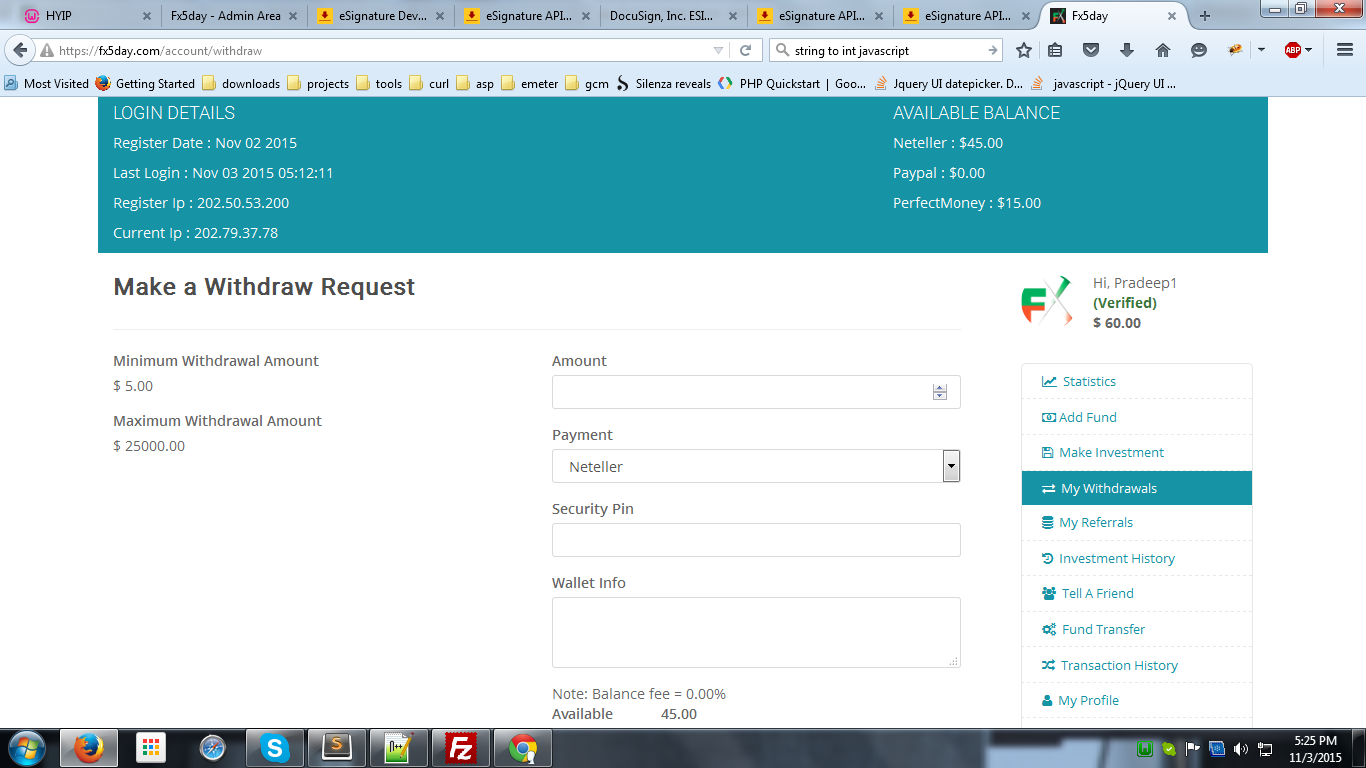 HYIP
Fx5day - Admin Area
eSignature Dev...
eSignature API...
DocuSign, Inc. ESI...
eSignature API...
eSignature API...
Fx5day
https://fx5day.com/account/withdraw
string to int javascript
ABP
Most Visited
Getting Started
downloads
projects
tools
curl
asp
emeter
gcm
Silenza reveals
PHP Quickstart | Goo...
Jquery UI datepicker. D...
javascript - jQuery UI ...
LOGIN DETAILS
Register Date : Nov 02 2015
Last Login : Nov 03 2015 05:12:11
Register Ip : 202.50.53.200
Current Ip : 202.79.37.78
AVAILABLE BALANCE
Neteller : $45.00
Paypal : $0.00
PerfectMoney : $15.00
Make a Withdraw Request
Minimum Withdrawal Amount
$ 5.00
Maximum Withdrawal Amount
$ 25000.00
Amount
Payment
Neteller
Security Pin
Wallet Info
Note: Balance fee = 0.00%
Available 45.00
FX
Hi, Pradeep1
(Verified)
$ 60.00
Statistics
Add Fund
Make Investment
My Withdrawals
My Referrals
Investment History
Tell A Friend
Fund Transfer
Transaction History
My Profile
5:25 PM
11/3/2015